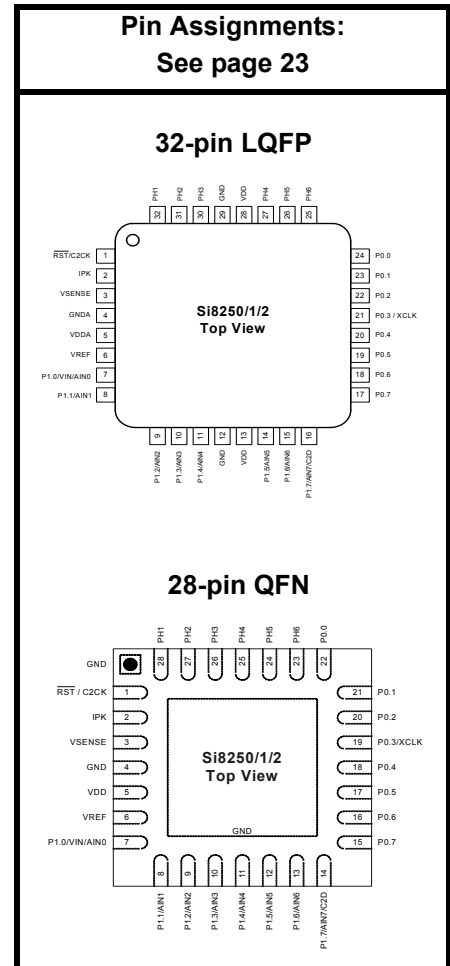 Pin Assignments:
See page 23
32-pin LQFP
PH1
PH2
PH3
GND
VDD
PH4
PH5
PH6
32
31
30
29
28
27
26
25
RST/C2CK 1
IPK 2
VSENSE 3
GNDA 4
VDDA 5
VREF 6
P1.0/VIN/AIN0 7
P1.1/AIN1 8
Si8250/1/2
Top View
24 P0.0
23 P0.1
22 P0.2
21 P0.3 / XCLK
20 P0.4
19 P0.5
18 P0.6
17 P0.7
9
10
11
12
13
14
15
16
P1.2/AIN2
P1.3/AIN3
P1.4/AIN4
GND
VDD
P1.5/AIN5
P1.6/AIN6
P1.7/AIN7/C2D
28-pin QFN
PH1
PH2
PH3
PH4
PH5
PH6
P0.0
28
27
26
25
24
23
22
GND
RST / C2CK 1
IPK 2
VSENSE 3
GND 4
VDD 5
VREF 6
P1.0/VIN/AIN0 7
Si8250/1/2
Top View
GND
21 P0.1
20 P0.2
19 P0.3/XCLK
18 P0.4
17 P0.5
16 P0.6
15 P0.7
8
9
10
11
12
13
14
P1.1/AIN1
P1.2/AIN2
P1.3/AIN3
P1.4/AIN4
P1.5/AIN5
P1.6/AIN6
P1.7/AIN7/C2D